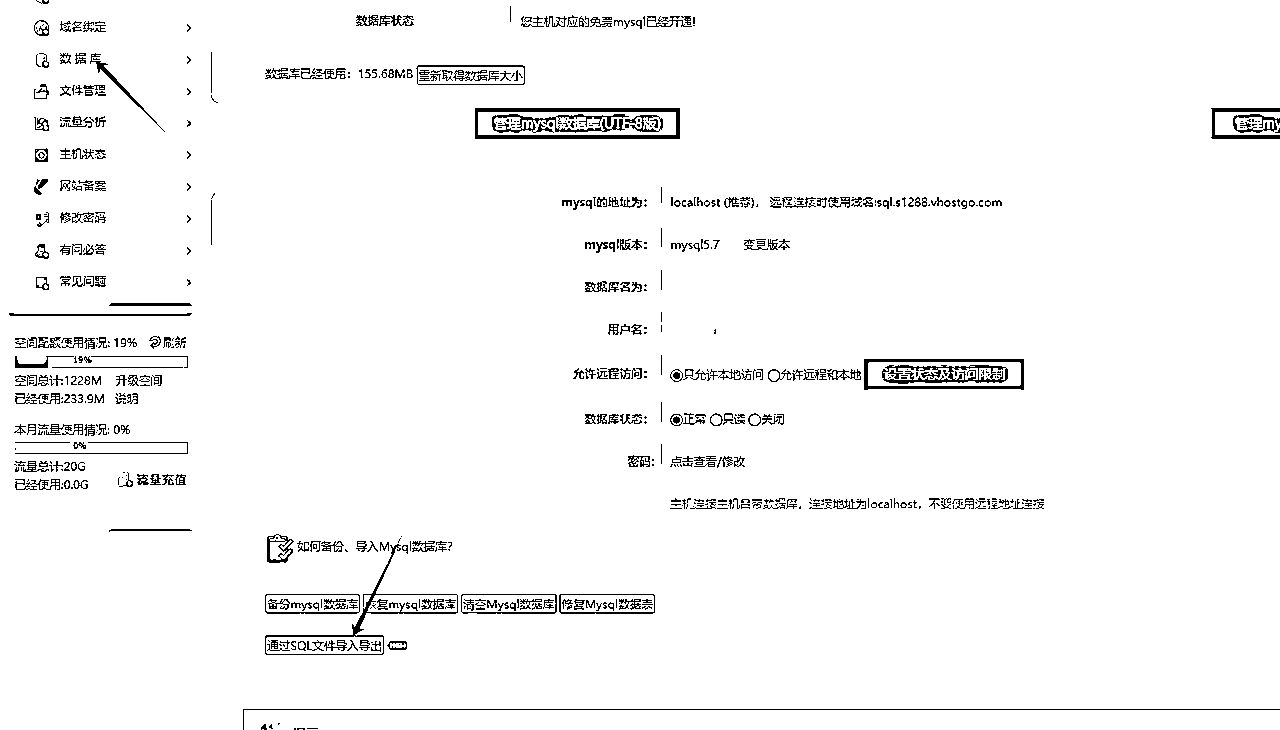 域名绑定
数据库
文件管理
流量分析
主机状态
网站备案
修改密码
有问必答
常见问题
空间配额使用情况: 19% 刷新
19%
空间总计:1228M 升级空间
已经使用:233.9M 说明
本月流量使用情况: 0%
0%
流量总计:20G
已经使用:0.0G
流量充值
数据库状态 您主机对应的免费mysql已经开通!
数据库已经使用：155.68MB 重新取得数据库大小
管理mysql数据库(UTF-8版) 管理my
mysql的地址为： localhost (推荐)， 远程连接时使用域名:sql.s1288.vhostgo.com
mysql版本： mysql5.7 变更版本
数据库名为：
用户名：
允许远程访问： 只允许本地访问 允许远程和本地 设置状态及访问限制
数据库状态： 正常 只读 关闭
密码： 点击查看/修改
主机连接主机自带数据库，连接地址为localhost，不要使用远程地址连接
如何备份、导入Mysql数据库?
备份mysql数据库 恢复mysql数据库 清空Mysql数据库 修复Mysql数据表
通过SQL文件导入导出